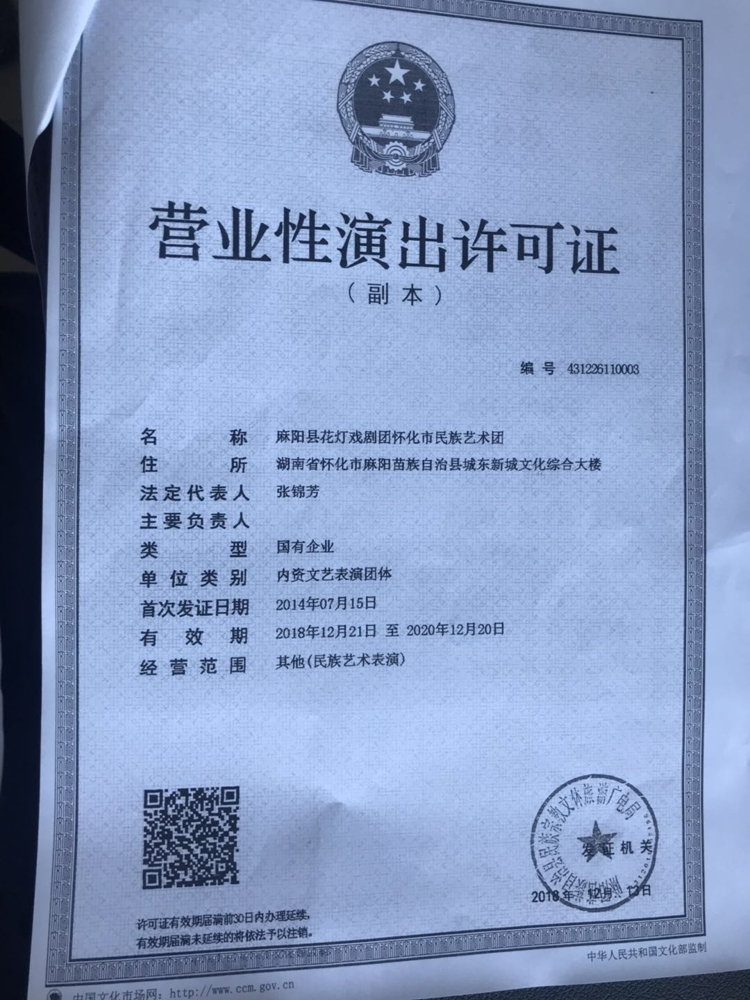 营业性演出许可证
（副本）
编号 431226110003
名称 麻阳县花灯戏剧团怀化市民族艺术团
住所 湖南省怀化市麻阳苗族自治县城东新城文化综合大楼
法定代表人 张锦芳
主要负责人
类型 国有企业
单位类别 内资文艺表演团体
首次发证日期 2014年07月15日
有效期 2018年12月21日 至 2020年12月20日
经营范围 其他(民族艺术表演)
发证机关
2018年 12月 13日
许可证有效期届满前30日内办理延续，
有效期届满未延续的将依法予以注销。
中华人民共和国文化部监制
中国文化市场网：http://www.ccm.gov.cn